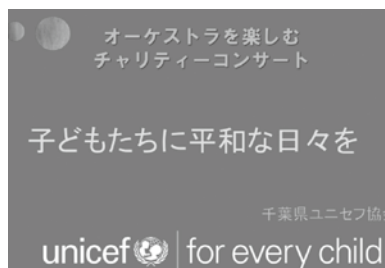 オーケストラを楽しむ
チャリティーコンサート
子どもたちに平和な日々を
千葉県ユニセフ協会
unicef for every child